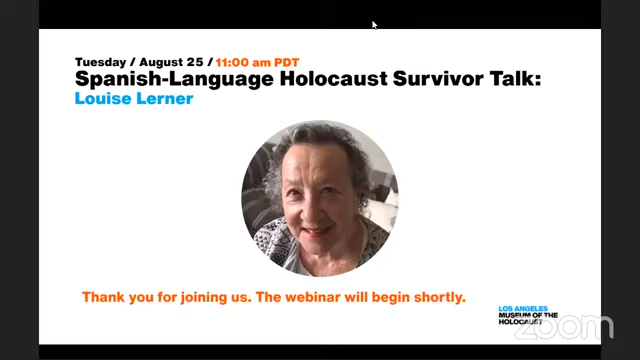 Tuesday / August 25 / 11:00 am PDT
Spanish-Language Holocaust Survivor Talk:
Louise Lerner
Thank you for joining us. The webinar will begin shortly.
LOS ANGELES
MUSEUM OF THE
HOLOCAUST
zoom